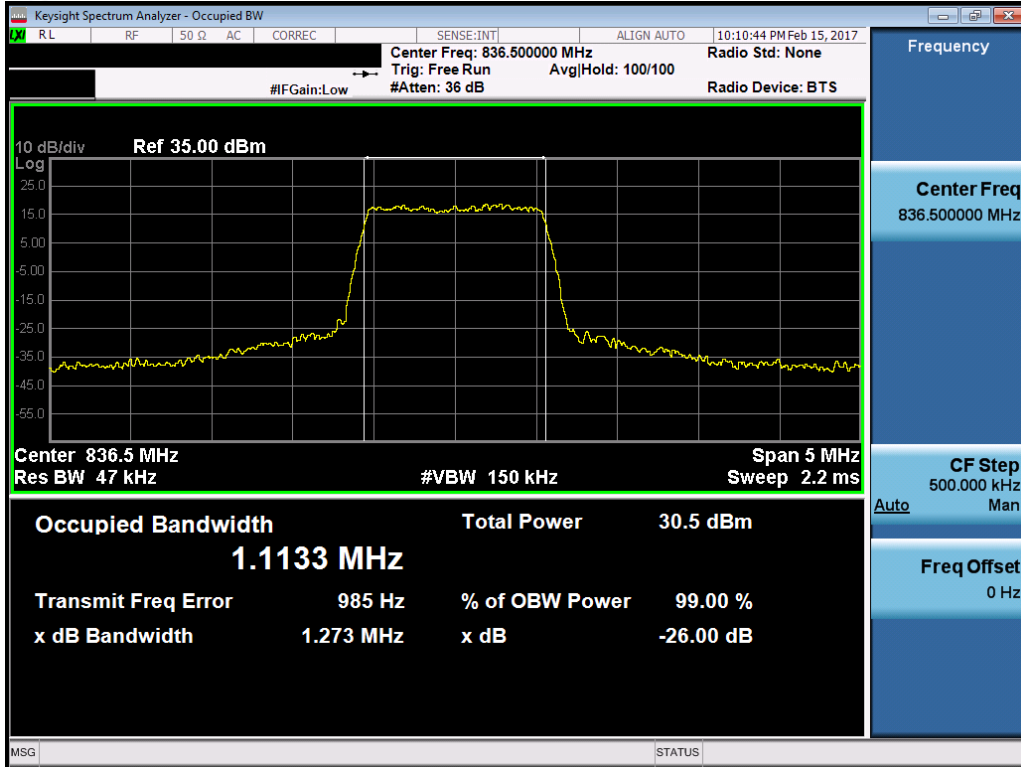 Keysight Spectrum Analyzer - Occupied BW
LXI RL RF 50 Ω AC CORREC SENSE:INT ALIGN AUTO 10:10:44 PM Feb 15, 2017
Center Freq: 836.500000 MHz Radio Std: None
Trig: Free Run Avg|Hold: 100/100
#IFGain:Low #Atten: 36 dB Radio Device: BTS
10 dB/div Ref 35.00 dBm
Log
25.0
15.0
5.00
-5.00
-15.0
-25.0
-35.0
-45.0
-55.0
Center 836.5 MHz Span 5 MHz
Res BW 47 kHz #VBW 150 kHz Sweep 2.2 ms
Occupied Bandwidth Total Power 30.5 dBm
1.1133 MHz
Transmit Freq Error 985 Hz % of OBW Power 99.00 %
x dB Bandwidth 1.273 MHz x dB -26.00 dB
MSG STATUS
Frequency
Center Freq
836.500000 MHz
CF Step
500.000 kHz
Auto Man
Freq Offset
0 Hz